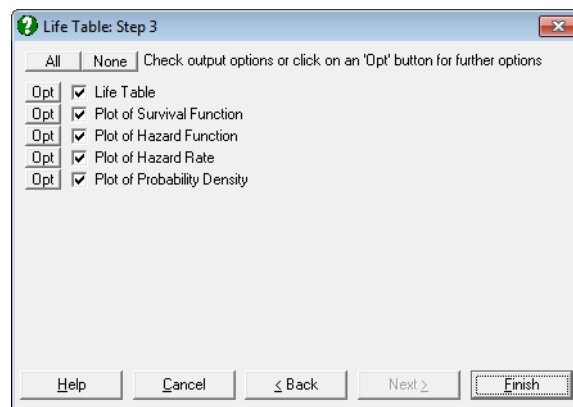 Life Table: Step 3
All None Check output options or click on an 'Opt' button for further options
Opt Life Table
Opt Plot of Survival Function
Opt Plot of Hazard Function
Opt Plot of Hazard Rate
Opt Plot of Probability Density
Help Cancel < Back Next > Finish